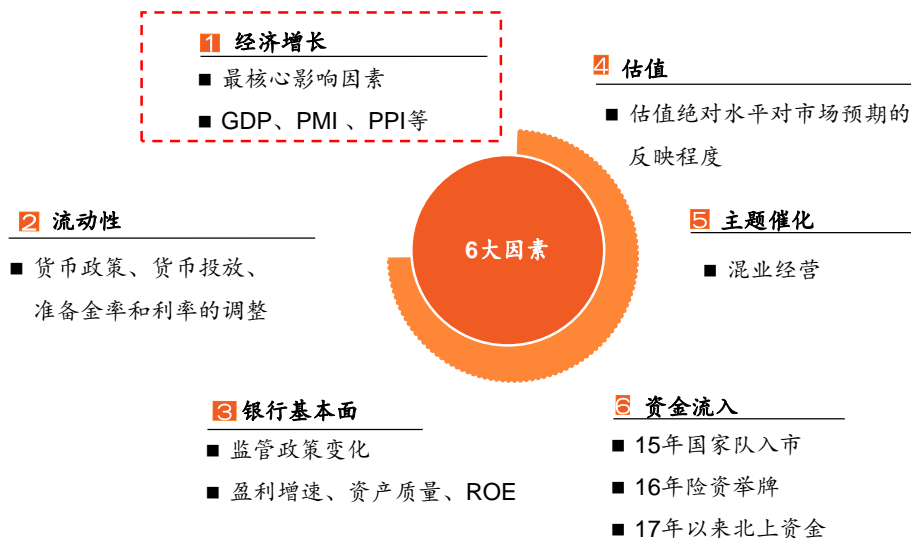 1 经济增长
■ 最核心影响因素
■ GDP、PMI 、PPI等
2 流动性
■ 货币政策、货币投放、
准备金率和利率的调整
3 银行基本面
■ 监管政策变化
■ 盈利增速、资产质量、ROE
6大因素
4 估值
■ 估值绝对水平对市场预期的
反映程度
5 主题催化
■ 混业经营
6 资金流入
■ 15年国家队入市
■ 16年险资举牌
■ 17年以来北上资金